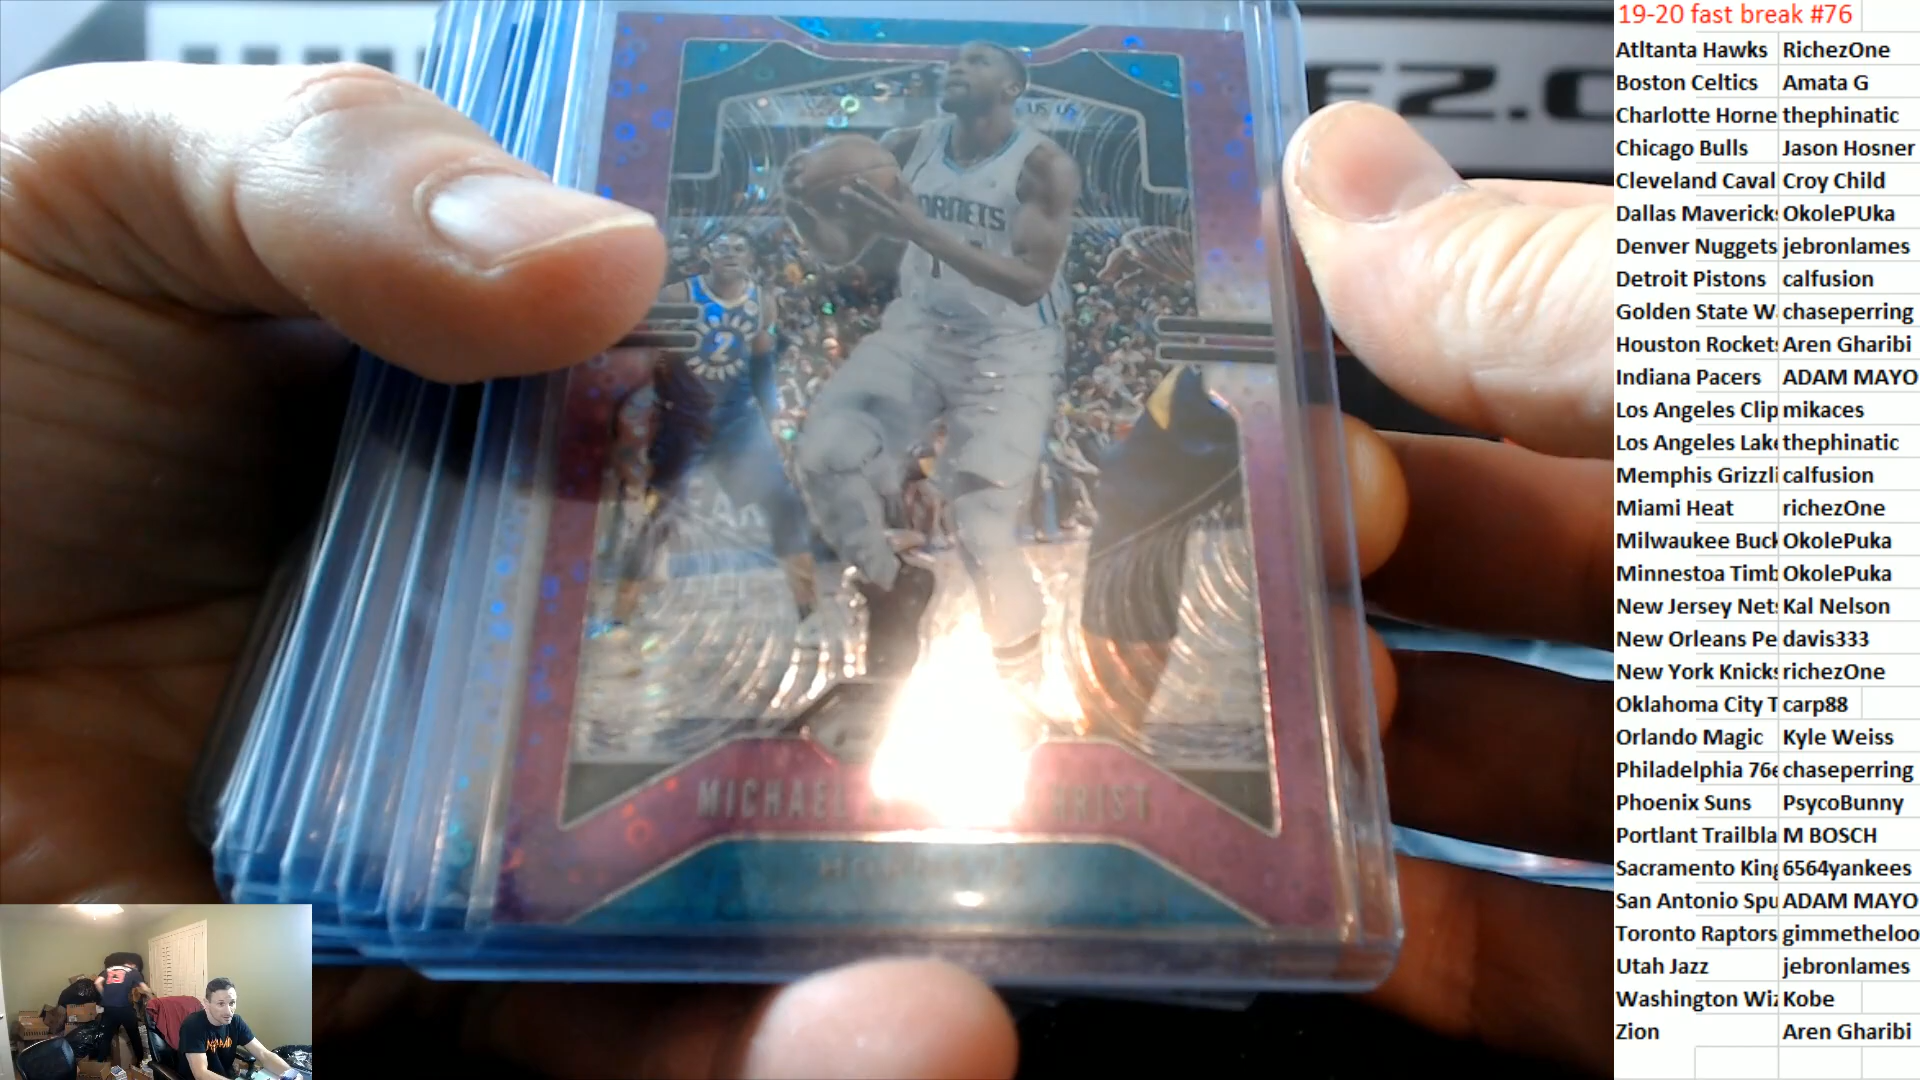 19-20 fast break #76
Atltanta Hawks RichezOne
Boston Celtics Amata G
Charlotte Horne thephinatic
Chicago Bulls Jason Hosner
Cleveland Caval Croy Child
Dallas Mavericks OkolePUka
Denver Nuggets jebronlames
Detroit Pistons calfusion
Golden State W chaseperring
Houston Rockets Aren Gharibi
Indiana Pacers ADAM MAYO
Los Angeles Clip mikaces
Los Angeles Lake thephinatic
Memphis Grizzli calfusion
Miami Heat richezOne
Milwaukee Buck OkolePuka
Minnestoa Timb OkolePuka
New Jersey Nets Kal Nelson
New Orleans Pe davis333
New York Knicks richezOne
Oklahoma City T carp88
Orlando Magic Kyle Weiss
Philadelphia 76e chaseperring
Phoenix Suns PsycoBunny
Portlant Trailbla M BOSCH
Sacramento King 6564yankees
San Antonio Spu ADAM MAYO
Toronto Raptors gimmetheloo
Utah Jazz jebronlames
Washington Wiz Kobe
Zion Aren Gharibi
ORNETS
2
MICHAEL